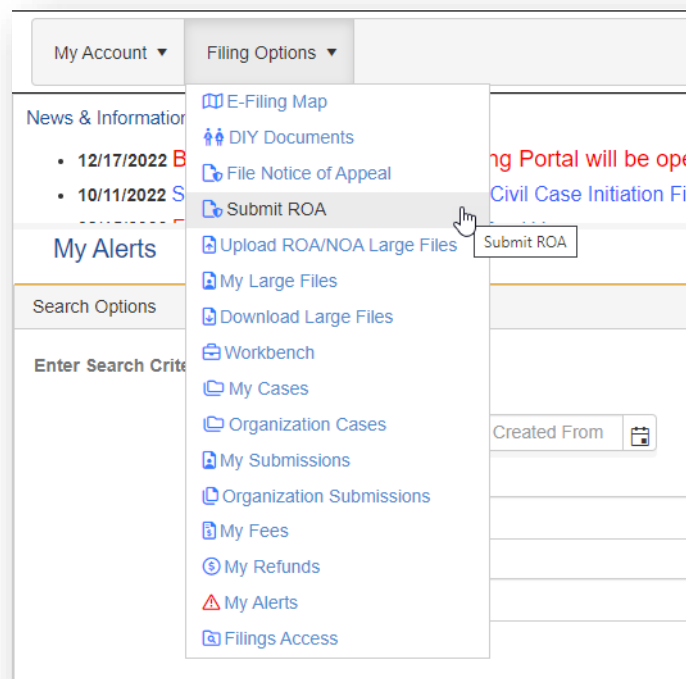 My Account ▼ Filing Options ▼
News & Information
• 12/17/2022 B
ng Portal will be ope
• 10/11/2022 S
Civil Case Initiation Fi
My Alerts
Search Options
Enter Search Crite
Created From
E-Filing Map
DIY Documents
File Notice of Appeal
Submit ROA
Submit ROA
Upload ROA/NOA Large Files
My Large Files
Download Large Files
Workbench
My Cases
Organization Cases
My Submissions
Organization Submissions
My Fees
My Refunds
My Alerts
Filings Access